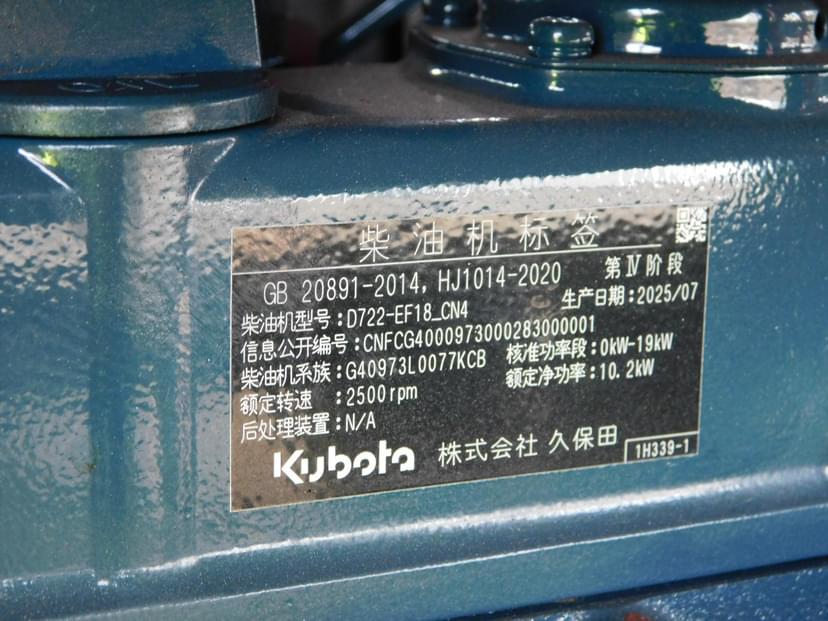 柴油机标签
GB 20891-2014, HJ1014-2020 第Ⅳ阶段
柴油机型号:D722-EF18_CN4 生产日期:2025/07
信息公开编号:CNFCG4000973000283000001
柴油机系族:G40973L0077KCB 核准功率段:0kW-19kW
额定转速 :2500rpm 额定净功率:10.2kW
后处理装置:N/A
Kubota 株式会社 久保田
1H339-1